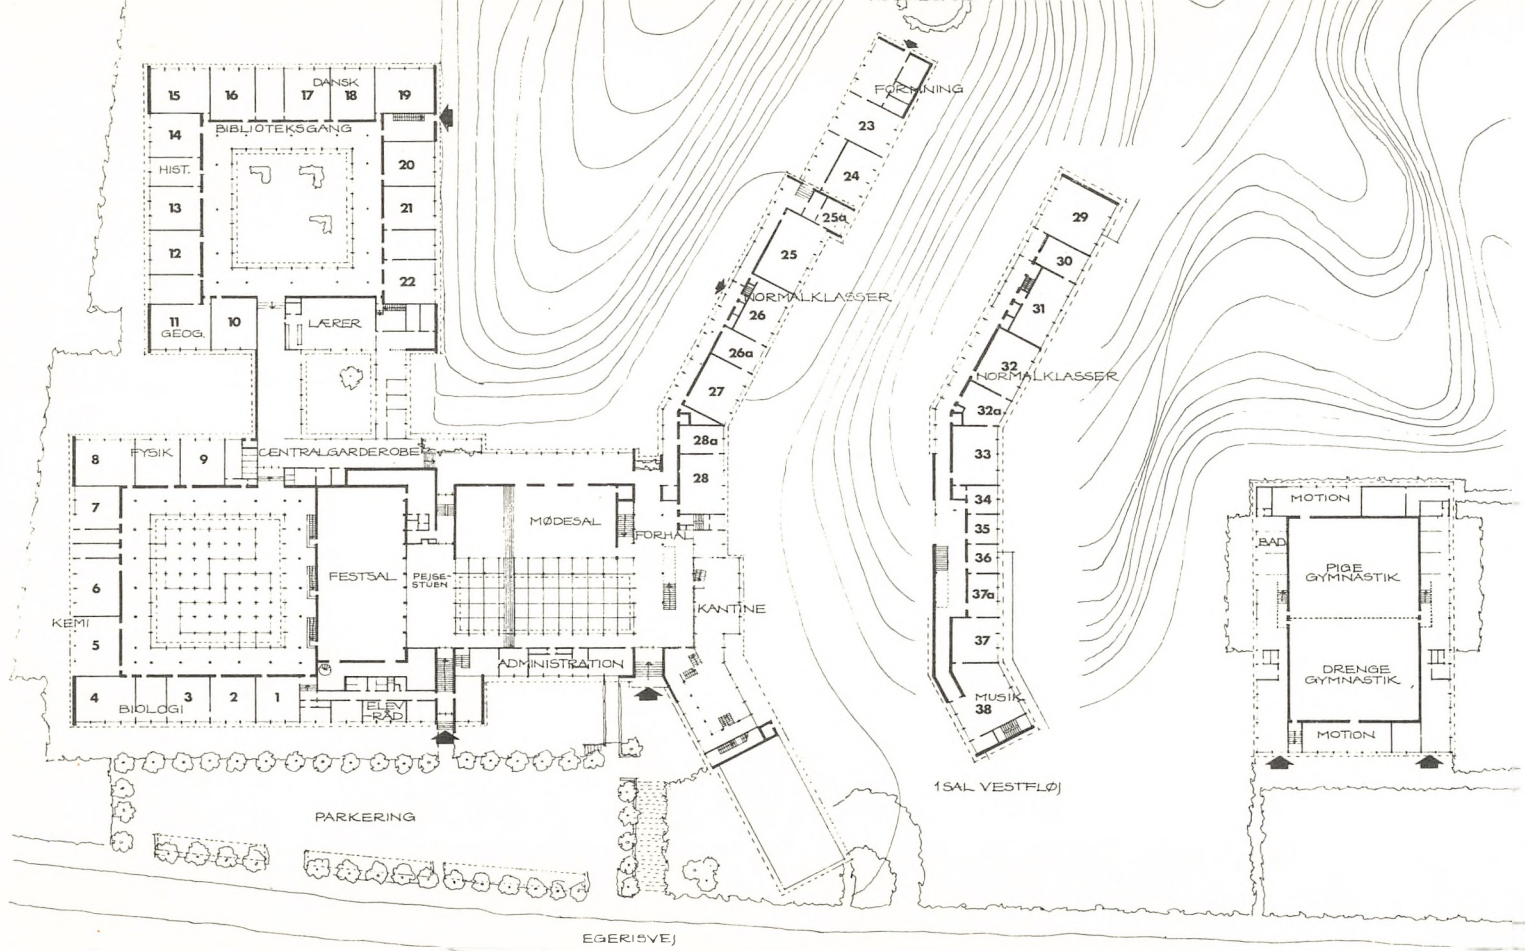 FORMNING
15
16
DANSK
17
18
19
14
BIBLIOTEKSGANG
HIST.
20
13
21
12
22
11
GEOG.
10
LÆRER
23
24
25a
25
NORMALKLASSER
26
26a
27
28a
28
29
30
31
32
NORMALKLASSER
32a
33
34
35
36
37a
37
MUSIK
38
1 SAL VESTFLØJ
8
FYSIK
9
CENTRALGARDEROBE
7
6
KEMI
5
4
BIOLOGI
3
2
1
ELEV
-RÅD
FESTSAL
PEJSE-
STUEN
MØDESAL
FORHAL
KANTINE
ADMINISTRATION
MOTION
BAD
PIGE
GYMNASTIK
DRENGE
GYMNASTIK
MOTION
PARKERING
EGERISVEJ